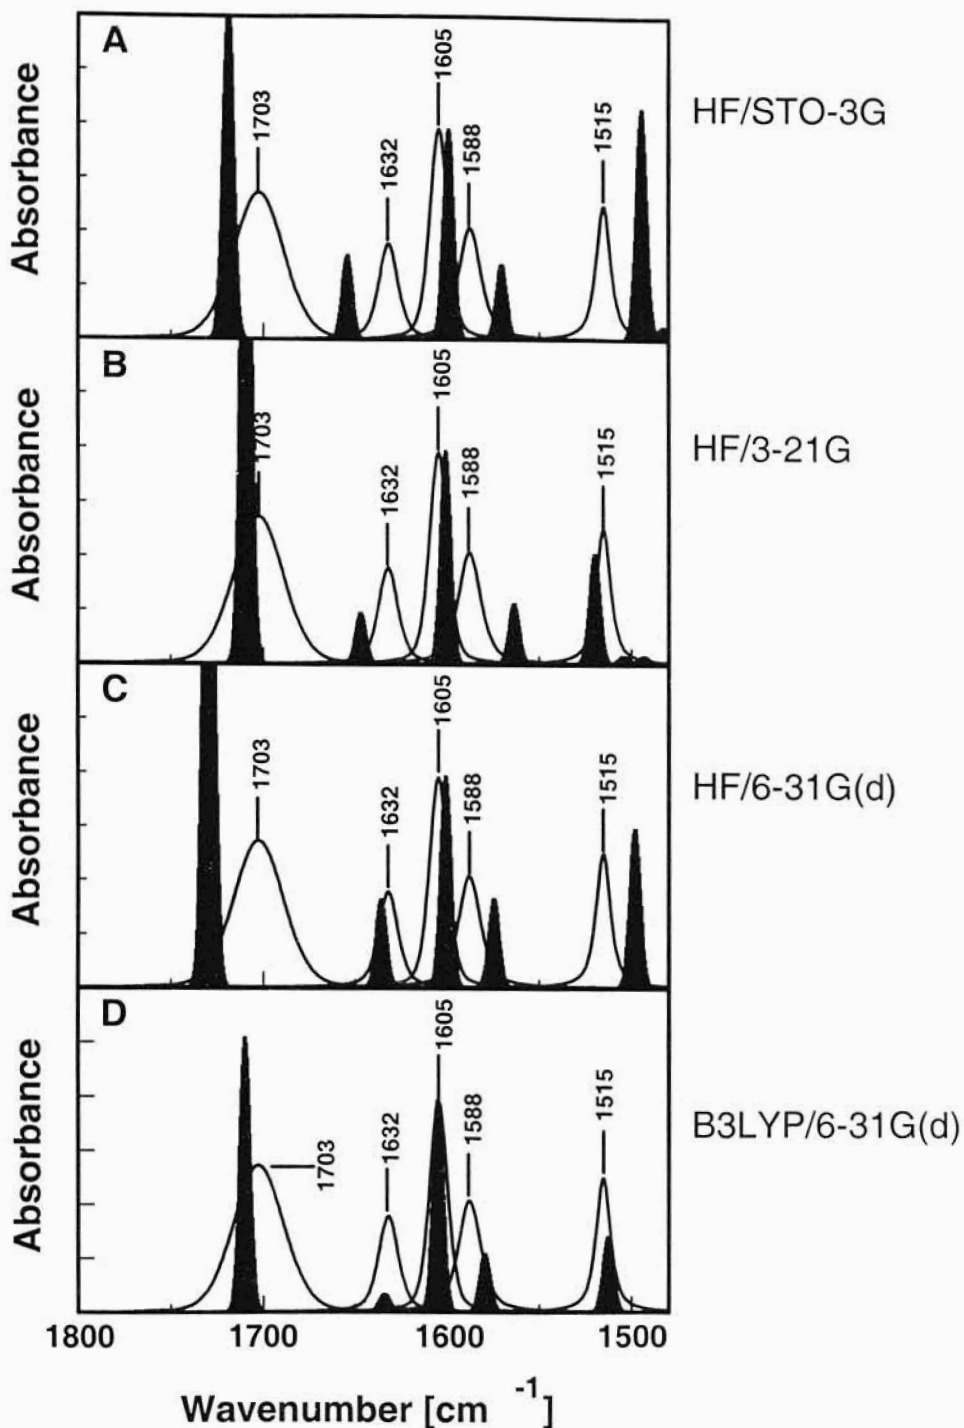 A
Absorbance
1703
1632
1605
1588
1515
HF/STO-3G
B
Absorbance
1703
1632
1605
1588
1515
HF/3-21G
C
Absorbance
1703
1632
1605
1588
1515
HF/6-31G(d)
D
Absorbance
1703
1632
1605
1588
1515
B3LYP/6-31G(d)
1800 1700 1600 1500
Wavenumber [cm -1]